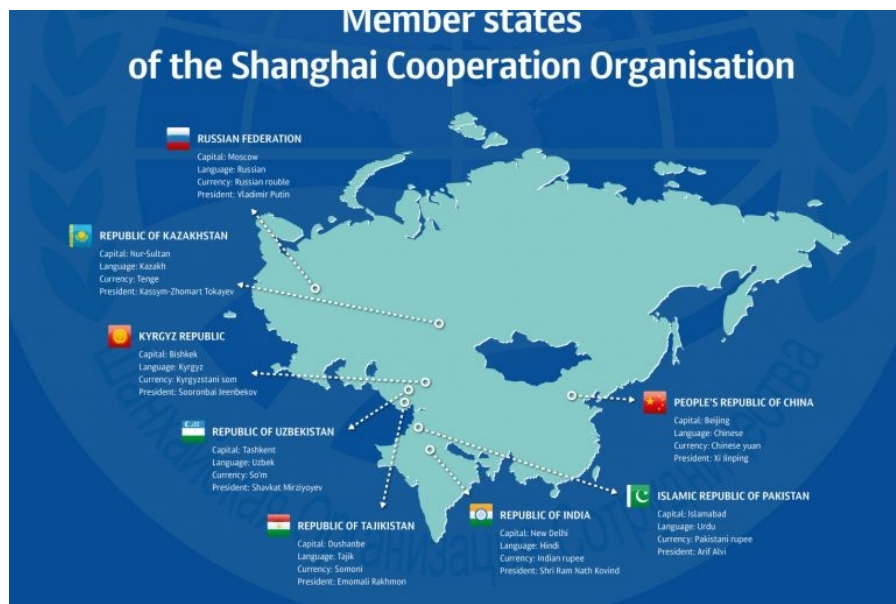 Member states
of the Shanghai Cooperation Organisation
RUSSIAN FEDERATION
Capital: Moscow
Language: Russian
Currency: Russian rouble
President: Vladimir Putin
REPUBLIC OF KAZAKHSTAN
Capital: Nur-Sultan
Language: Kazakh
Currency: Tenge
President: Kassym-Zhomart Tokayev
KYRGYZ REPUBLIC
Capital: Bishkek
Language: Kyrgyz
Currency: Kyrgyzstani som
President: Sooronbai Jeenbekov
REPUBLIC OF UZBEKISTAN
Capital: Tashkent
Language: Uzbek
Currency: So'm
President: Shavkat Mirziyoyev
REPUBLIC OF TAJIKISTAN
Capital: Dushanbe
Language: Tajik
Currency: Somoni
President: Emomali Rakhmon
REPUBLIC OF INDIA
Capital: New Delhi
Language: Hindi
Currency: Indian rupee
President: Shri Ram Nath Kovind
PEOPLE'S REPUBLIC OF CHINA
Capital: Beijing
Language: Chinese
Currency: Chinese yuan
President: Xi Jinping
ISLAMIC REPUBLIC OF PAKISTAN
Capital: Islamabad
Language: Urdu
Currency: Pakistani rupee
President: Arif Alvi